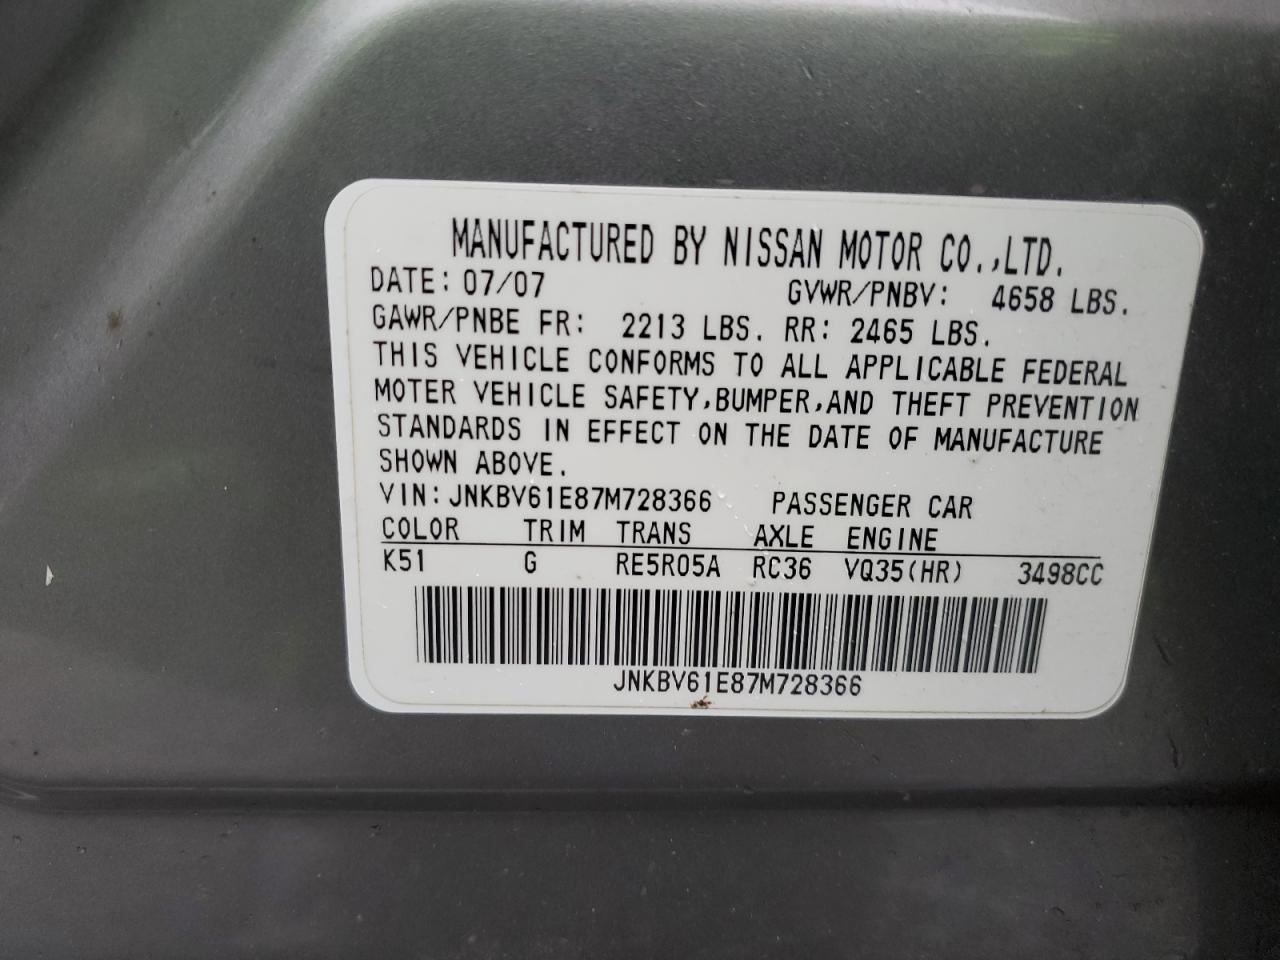 MANUFACTURED BY NISSAN MOTOR CO.,LTD.
DATE: 07/07 GVWR/PNBV: 4658 LBS.
GAWR/PNBE FR: 2213 LBS. RR: 2465 LBS.
THIS VEHICLE CONFORMS TO ALL APPLICABLE FEDERAL
MOTER VEHICLE SAFETY,BUMPER,AND THEFT PREVENTION
STANDARDS IN EFFECT ON THE DATE OF MANUFACTURE
SHOWN ABOVE.
VIN: JNKBV61E87M728366 PASSENGER CAR
COLOR TRIM TRANS AXLE ENGINE
K51 G RE5R05A RC36 VQ35(HR) 3498CC
JNKBV61E87M728366